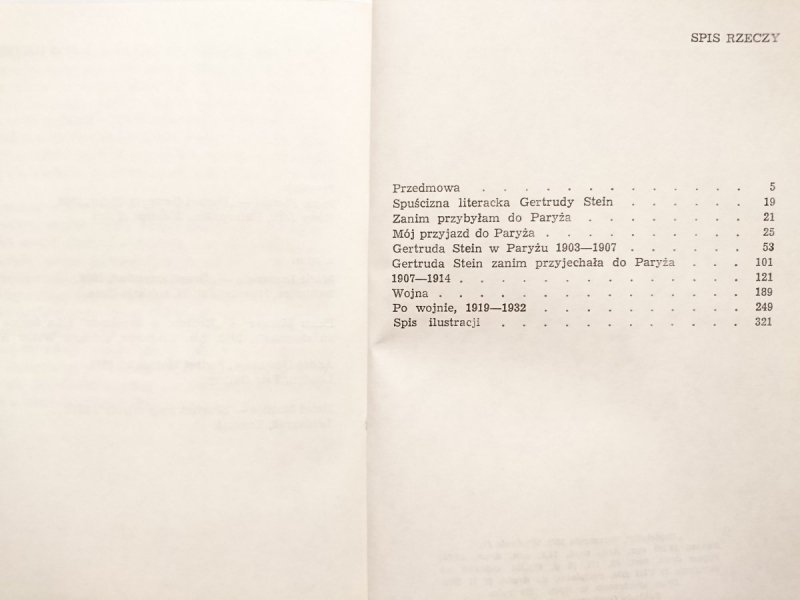 SPIS RZECZY
Przedmowa . . . . . . . . . . . . . 5
Spuścizna literacka Gertrudy Stein . . . . . . 19
Zanim przybyłam do Paryża . . . . . . . . 21
Mój przyjazd do Paryża . . . . . . . . . . 25
Gertruda Stein w Paryżu 1903—1907 . . . . . . 53
Gertruda Stein zanim przyjechała do Paryża . . . 101
1907—1914 . . . . . . . . . . . . . . 121
Wojna . . . . . . . . . . . . . . . 189
Po wojnie, 1919—1932 . . . . . . . . . . 249
Spis ilustracji . . . . . . . . . . . . 321